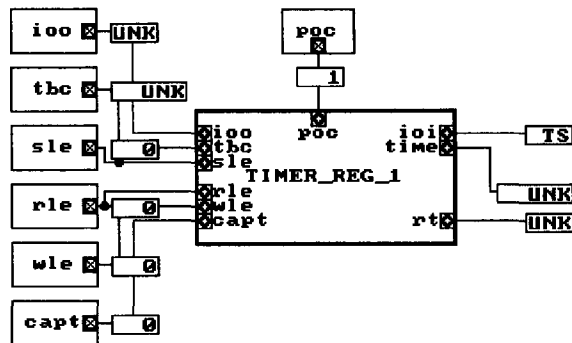 ioo UNK poc
tbc UNK 1
poc
ioo ioi TS
sle 0 tbc time
sle
TIMER_REG_1
rle rle UNK
0 wle
capt rt UNK
wle 0
capt 0